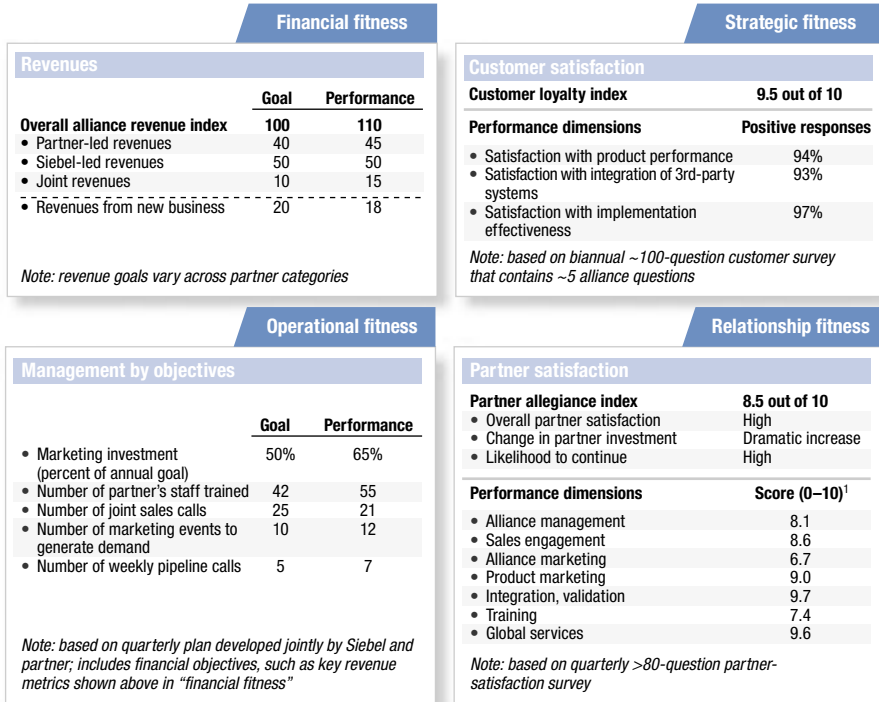 Financial fitness
Revenues
Goal Performance
Overall alliance revenue index 100 110
• Partner-led revenues 40 45
• Siebel-led revenues 50 50
• Joint revenues 10 15
• Revenues from new business 20 18
Note: revenue goals vary across partner categories
Strategic fitness
Customer satisfaction
Customer loyalty index 9.5 out of 10
Performance dimensions Positive responses
• Satisfaction with product performance 94%
• Satisfaction with integration of 3rd-party 93%
systems
• Satisfaction with implementation 97%
effectiveness
Note: based on biannual ~100-question customer survey
that contains ~5 alliance questions
Operational fitness
Management by objectives
Goal Performance
• Marketing investment 50% 65%
(percent of annual goal)
• Number of partner's staff trained 42 55
• Number of joint sales calls 25 21
• Number of marketing events to 10 12
generate demand
• Number of weekly pipeline calls 5 7
Note: based on quarterly plan developed jointly by Siebel and
partner; includes financial objectives, such as key revenue
metrics shown above in “financial fitness”
Relationship fitness
Partner satisfaction
Partner allegiance index 8.5 out of 10
• Overall partner satisfaction High
• Change in partner investment Dramatic increase
• Likelihood to continue High
Performance dimensions Score (0–10)¹
• Alliance management 8.1
• Sales engagement 8.6
• Alliance marketing 6.7
• Product marketing 9.0
• Integration, validation 9.7
• Training 7.4
• Global services 9.6
Note: based on quarterly >80-question partner-
satisfaction survey